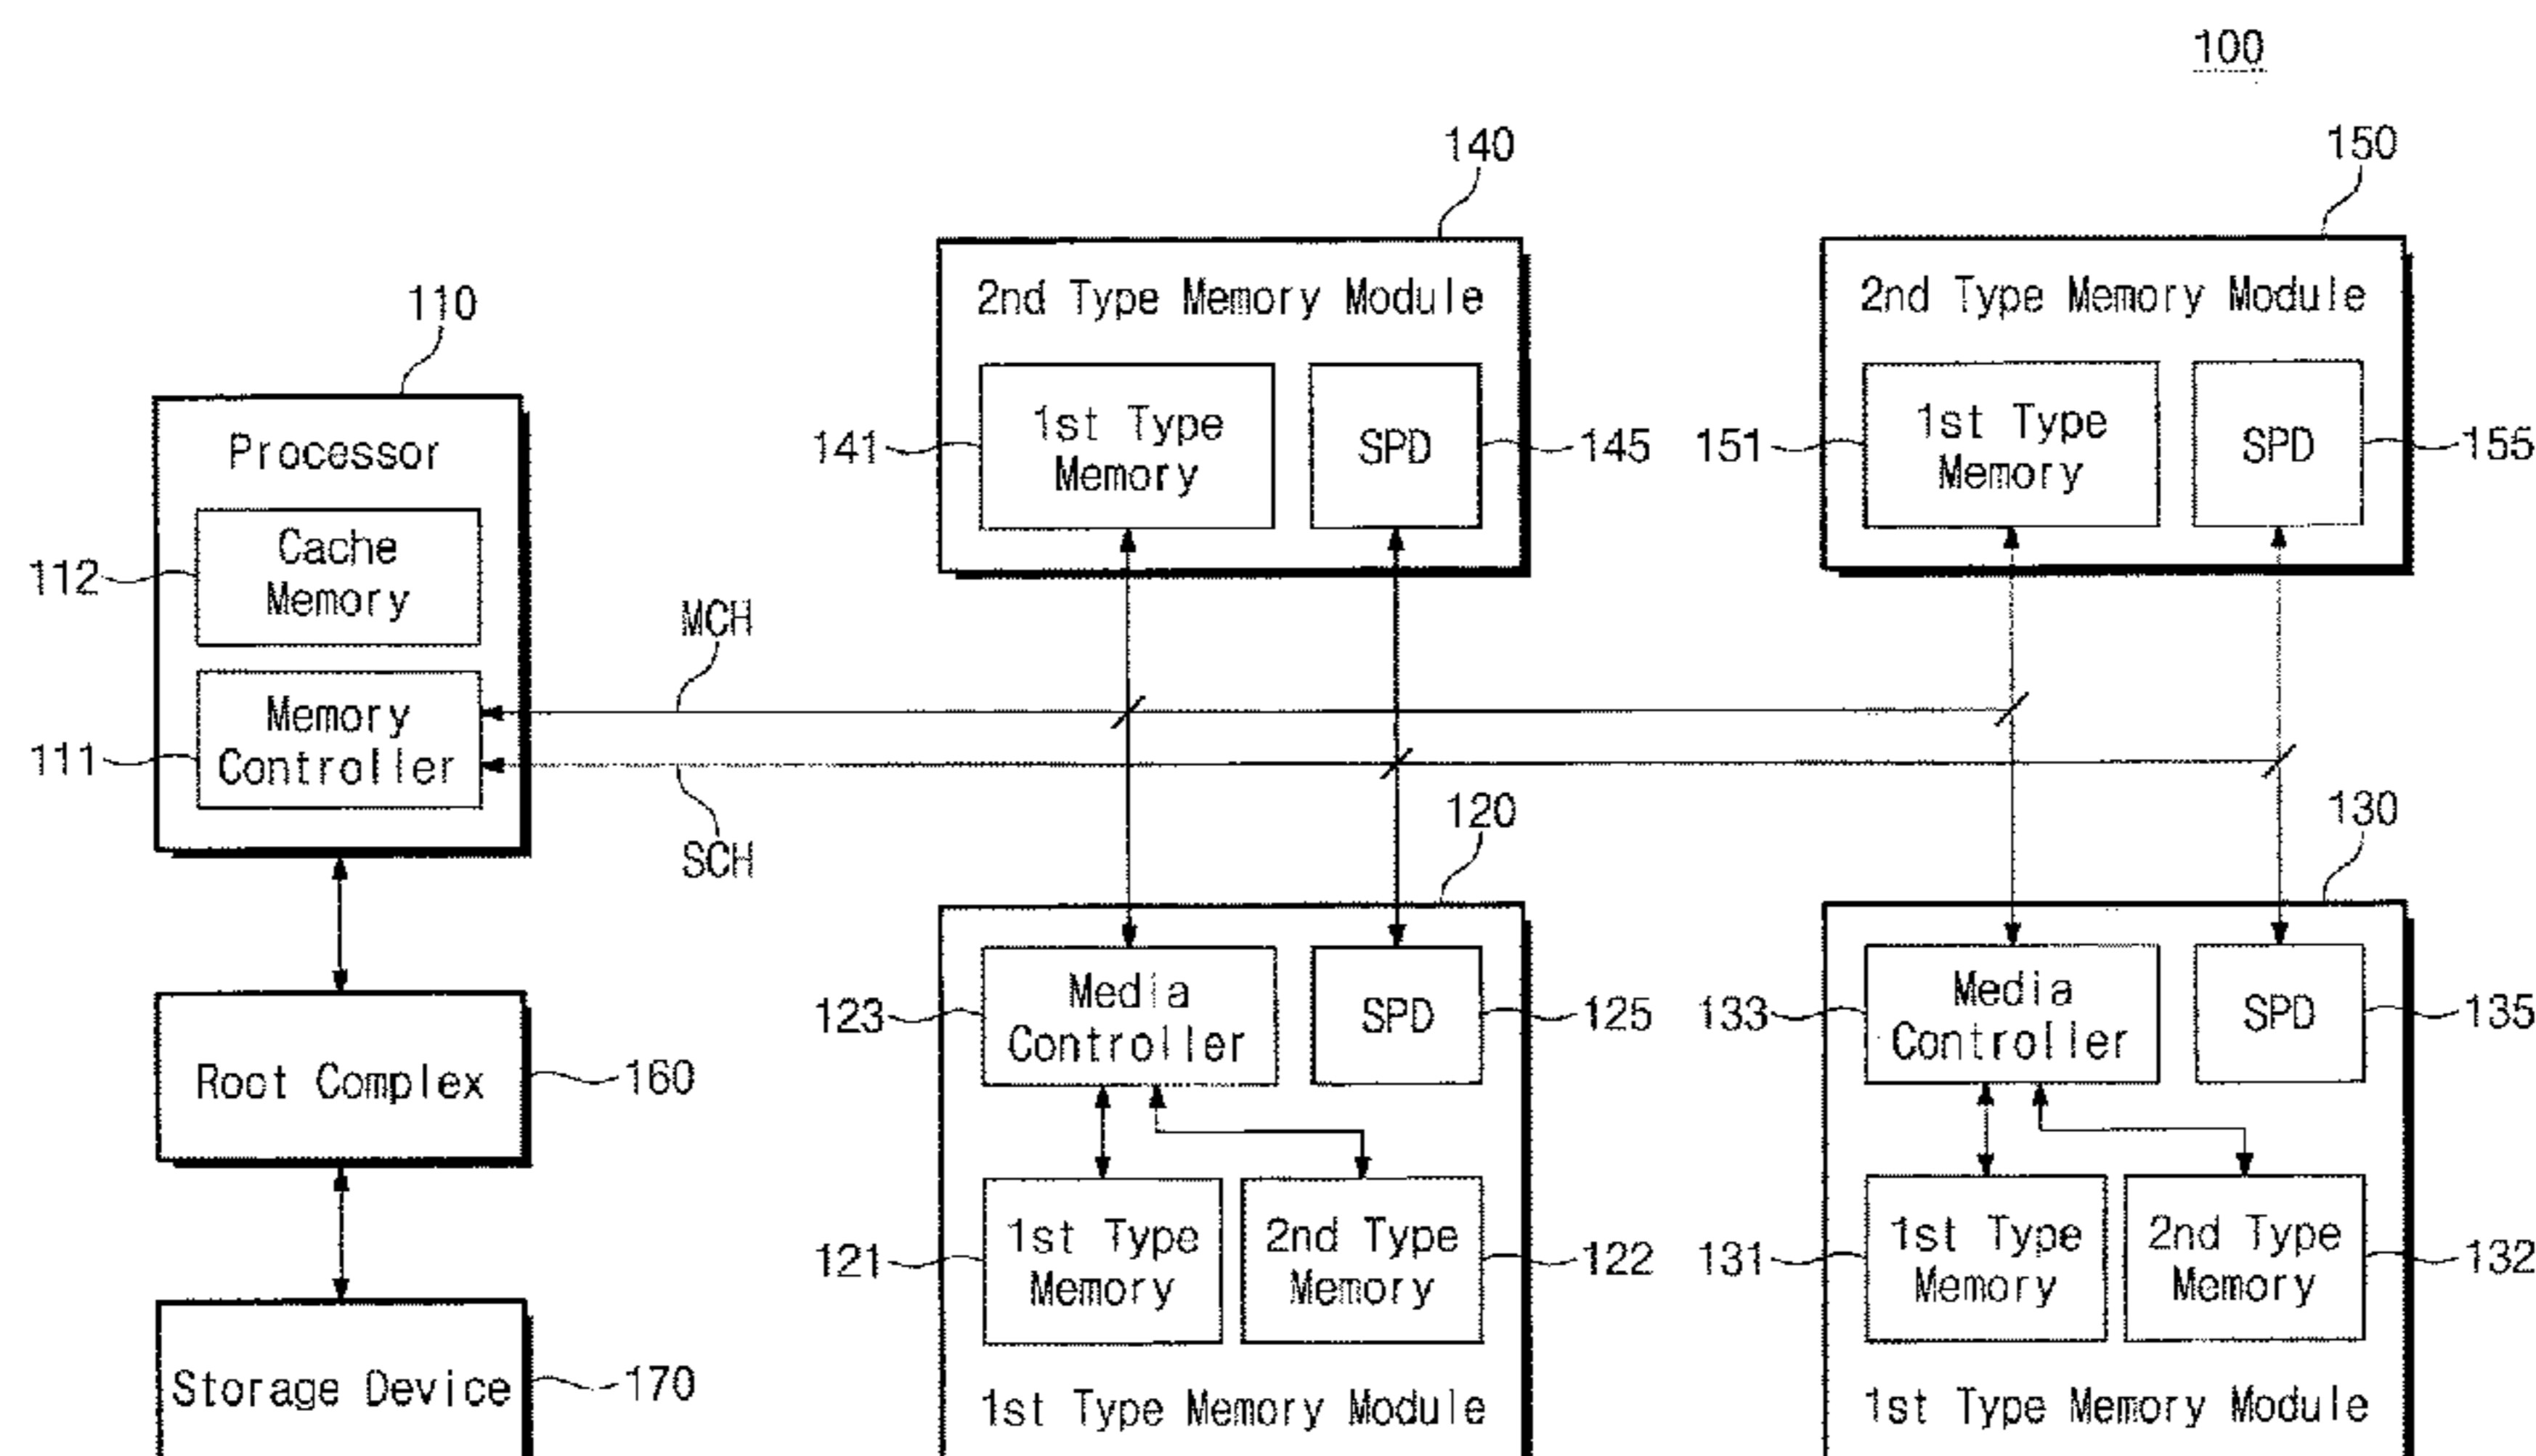 100
140
150
110
2nd Type Memory Module
2nd Type Memory Module
Processor
141
1st Type
Memory
SPD
145
151
1st Type
Memory
SPD
155
112
Cache
Memory
MCH
111
Memory
Controller
SCH
120
130
123
Media
Controller
SPD
125
133
Media
Controller
SPD
135
Root Complex
160
121
1st Type
Memory
2nd Type
Memory
122
131
1st Type
Memory
2nd Type
Memory
132
Storage Device
170
1st Type Memory Module
1st Type Memory Module